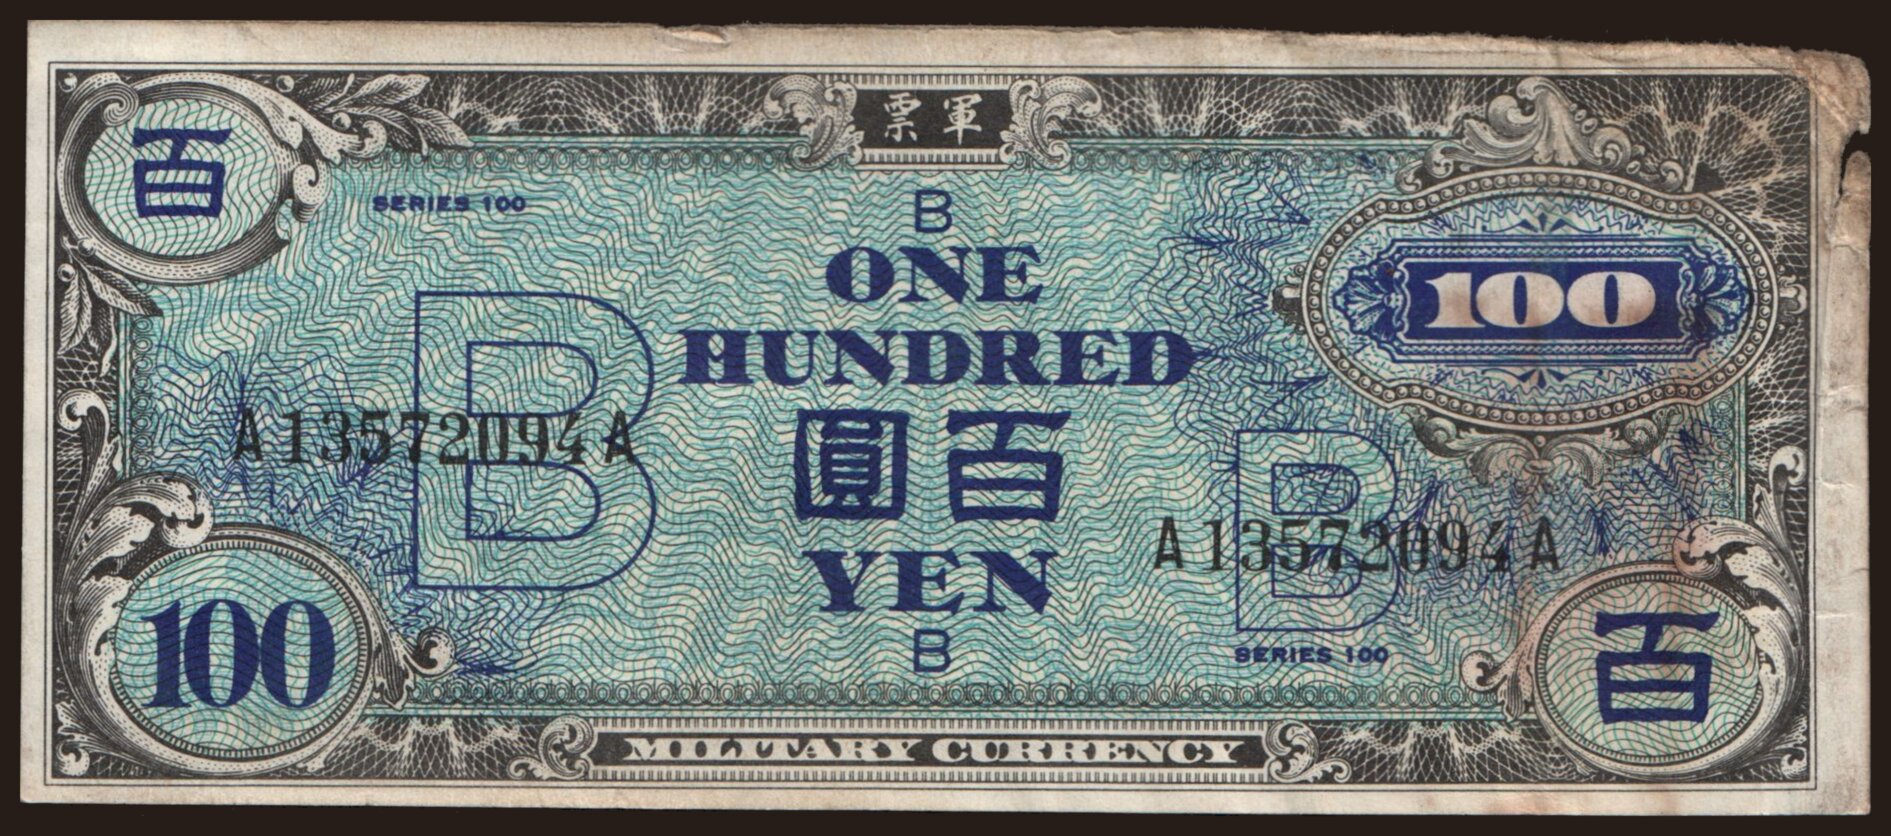 票軍
百
SERIES 100
B
ONE
100
HUNDRED
B
A13572094A
圓百
B
A13572094A
YEN
100
B
SERIES 100
百
MILITARY CURRENCY